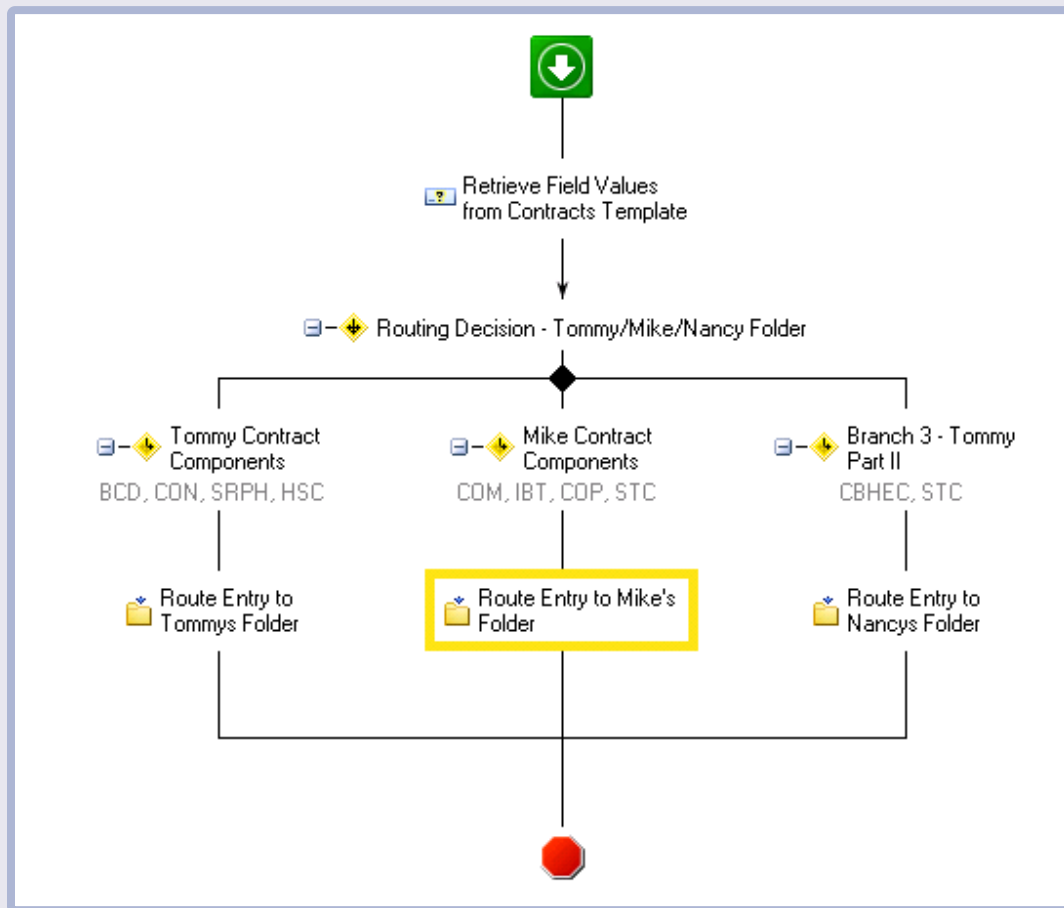 Retrieve Field Values
from Contracts Template
Routing Decision - Tommy/Mike/Nancy Folder
Tommy Contract
Components
BCD, CON, SRPH, HSC
Mike Contract
Components
COM, IBT, COP, STC
Branch 3 - Tommy
Part II
CBHEC, STC
Route Entry to
Tommys Folder
Route Entry to Mike's
Folder
Route Entry to
Nancys Folder